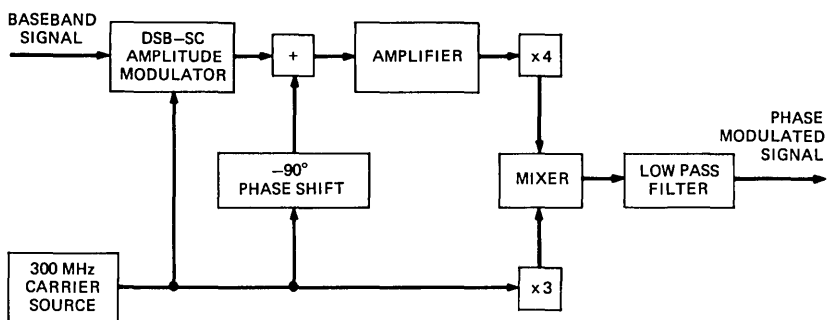 BASEBAND
SIGNAL
DSB–SC
AMPLITUDE
MODULATOR
+
AMPLIFIER
x4
–90°
PHASE SHIFT
MIXER
LOW PASS
FILTER
PHASE
MODULATED
SIGNAL
300 MHz
CARRIER
SOURCE
x3